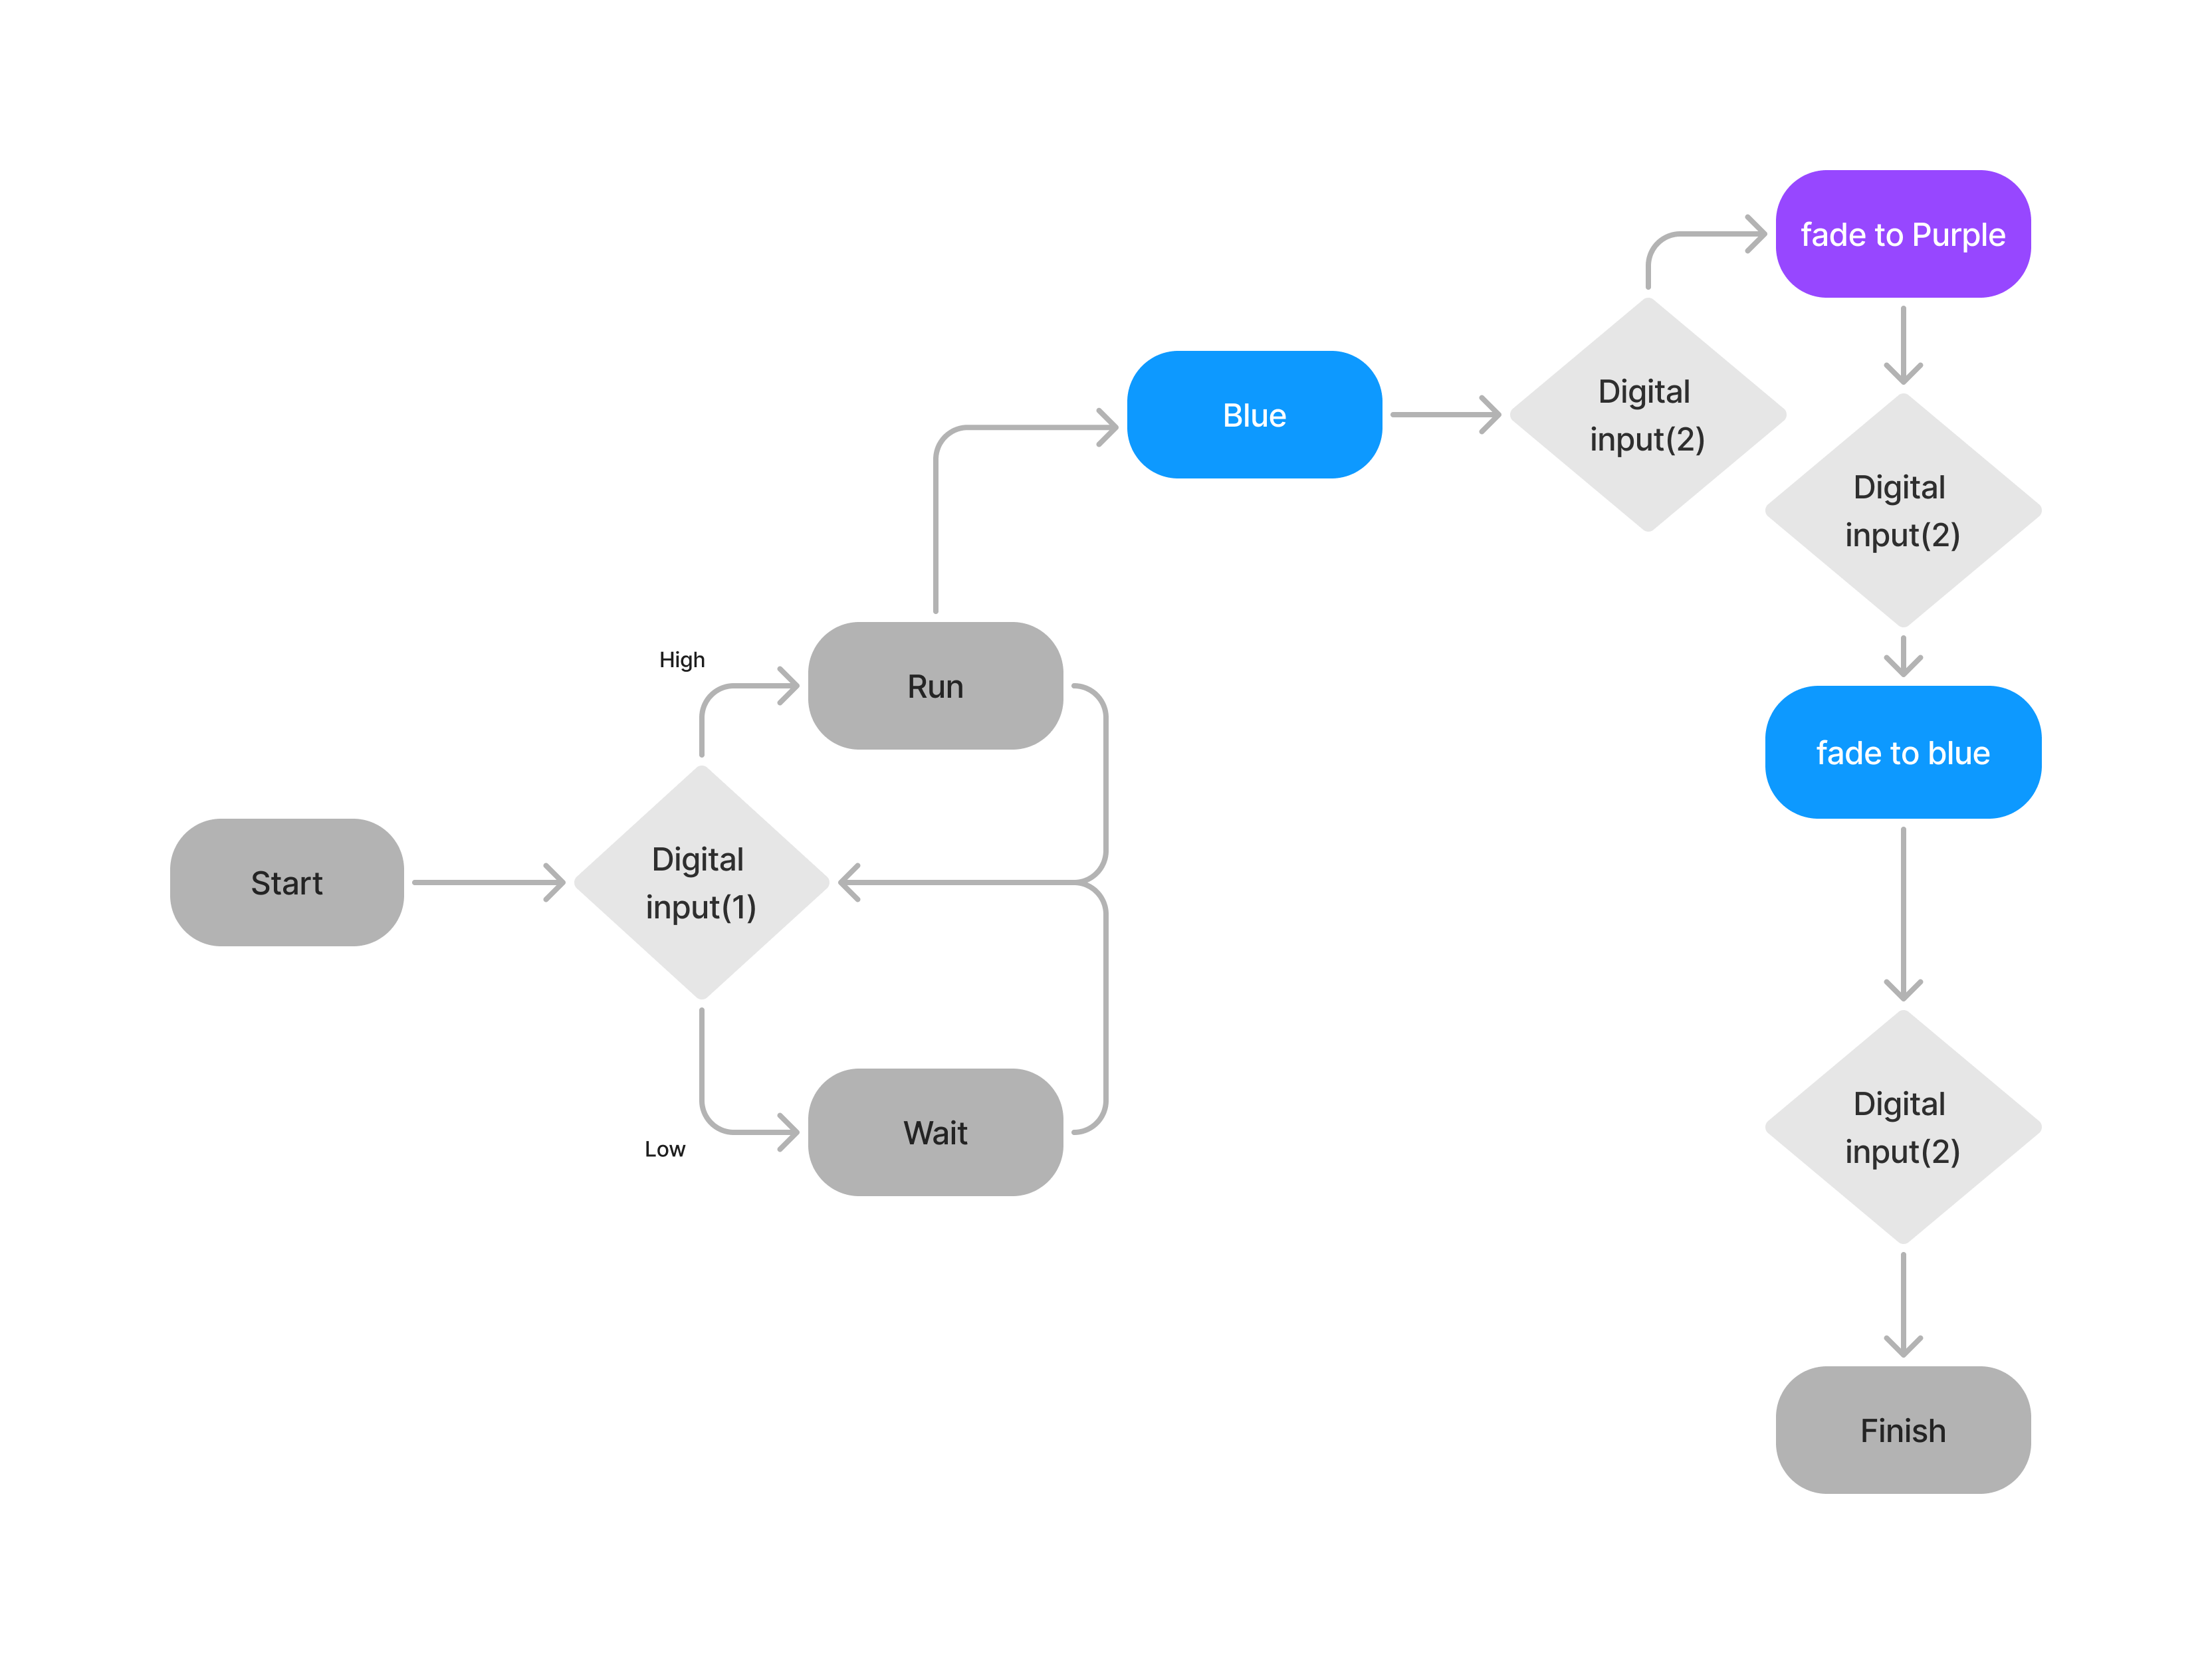 fade to Purple
Digital
input(2)
Blue
Digital
input(2)
High
Run
fade to blue
Digital
input(1)
Start
Digital
input(2)
Low
Wait
Finish